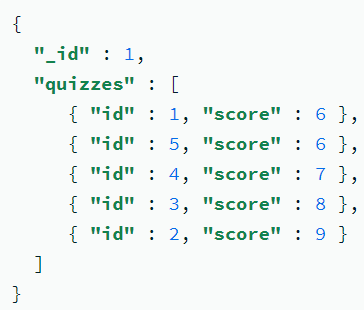 {
  "_id" : 1,
  "quizzes" : [
     { "id" : 1, "score" : 6 },
     { "id" : 5, "score" : 6 },
     { "id" : 4, "score" : 7 },
     { "id" : 3, "score" : 8 },
     { "id" : 2, "score" : 9 }
  ]
}